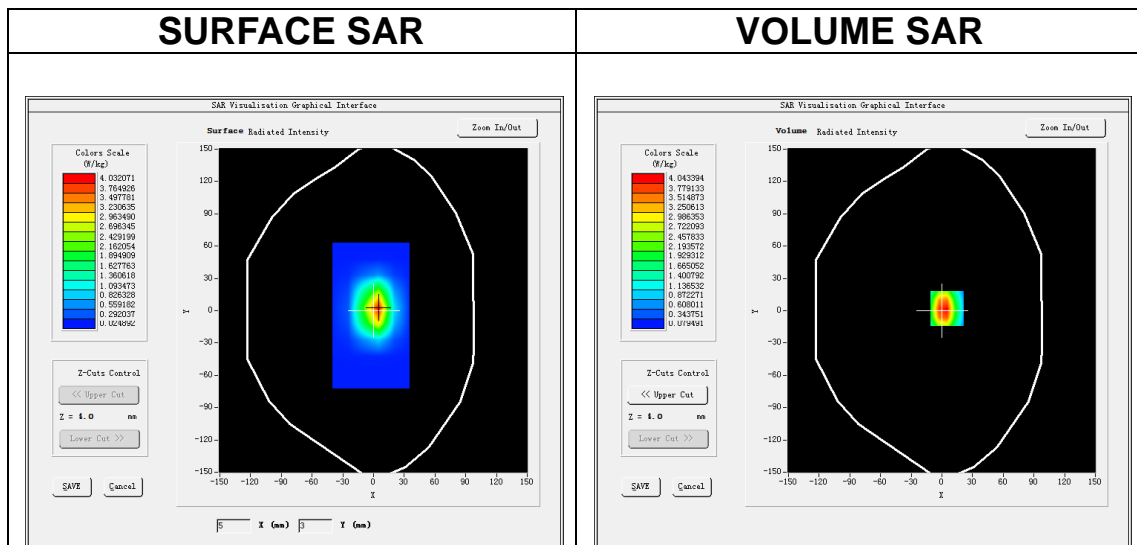 SURFACE SAR
VOLUME SAR
SAR Visualisation Graphical Interface
Surface Radiated Intensity
Zoom In/Out
Colors Scale
(W/kg)
4.032071
3.764926
3.497781
3.230635
2.963490
2.696345
2.429199
2.162054
1.894909
1.627763
1.360618
1.093473
0.826328
0.559182
0.292037
0.024892
Z-Cuts Control
<< Upper Cut
Z = 4.0 mm
Lower Cut >>
SAVE
Cancel
150
120
90
60
30
0
-30
-60
-90
-120
-150
Y
-150 -120 -90 -60 -30 0 30 60 90 120 150
X
5 X (mm) 3 Y (mm)
SAR Visualisation Graphical Interface
Volume Radiated Intensity
Zoom In/Out
Colors Scale
(W/kg)
4.043394
3.779133
3.514873
3.250613
2.986353
2.722093
2.457833
2.193572
1.929312
1.665052
1.400792
1.136532
0.872271
0.608011
0.343751
0.079491
Z-Cuts Control
<< Upper Cut
Z = 4.0 mm
Lower Cut >>
SAVE
Cancel
150
120
90
60
30
0
-30
-60
-90
-120
-150
Y
-150 -120 -90 -60 -30 0 30 60 90 120 150
X